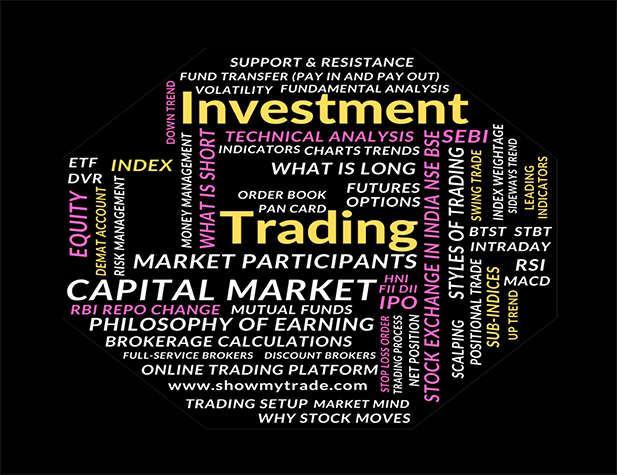 SUPPORT & RESISTANCE
FUND TRANSFER (PAY IN AND PAY OUT)
VOLATILITY
FUNDAMENTAL ANALYSIS
DOWN TREND
Investment
TECHNICAL ANALYSIS
SEBI
INDICATORS
CHARTS TRENDS
ETF
DVR
INDEX
MONEY MANAGEMENT
WHAT IS SHORT
WHAT IS LONG
FUTURES
OPTIONS
ORDER BOOK
PAN CARD
EQUITY
DEMAT ACCOUNT
RISK MANAGEMENT
Trading
STOCK EXCHANGE IN INDIA NSE BSE
STYLES OF TRADING
SWING TRADE
INDEX WEIGHTAGE
SIDEWAYS TREND
LEADING
INDICATORS
BTST
STBT
INTRADAY
MARKET PARTICIPANTS
RSI
MACD
CAPITAL MARKET
HNI
FII DII
IPO
RBI REPO CHANGE
MUTUAL FUNDS
SCALPING
POSITIONAL TRADE
SUB-INDICES
UP TREND
PHILOSOPHY OF EARNING
BROKERAGE CALCULATIONS
STOP LOSS ORDER
TRADING PROCESS
NET POSITION
FULL-SERVICE BROKERS
DISCOUNT BROKERS
ONLINE TRADING PLATFORM
www.showmytrade.com
TRADING SETUP
MARKET MIND
WHY STOCK MOVES